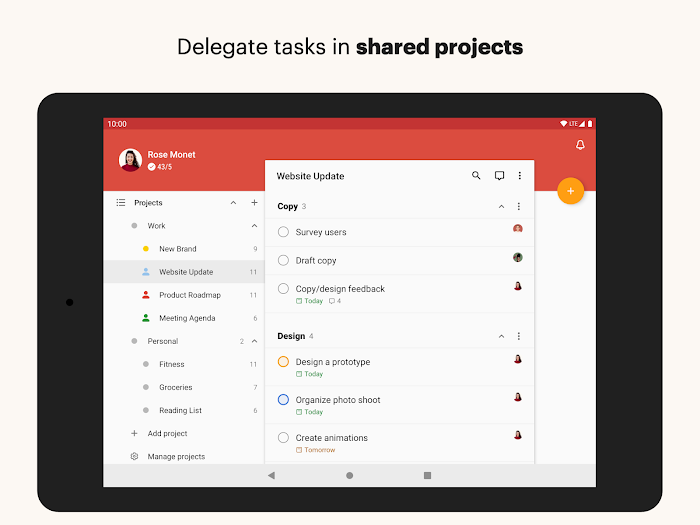 Delegate tasks in shared projects
10:00
LTE
Rose Monet
43/5
Projects
Work
New Brand 9
Website Update 11
Product Roadmap 11
Meeting Agenda 6
Personal 2
Fitness 11
Groceries 7
Reading List 6
Add project
Manage projects
Website Update
Copy 3
Survey users
Draft copy
Copy/design feedback
Today 4
Design 4
Design a prototype
Today
Organize photo shoot
Today
Create animations
Tomorrow